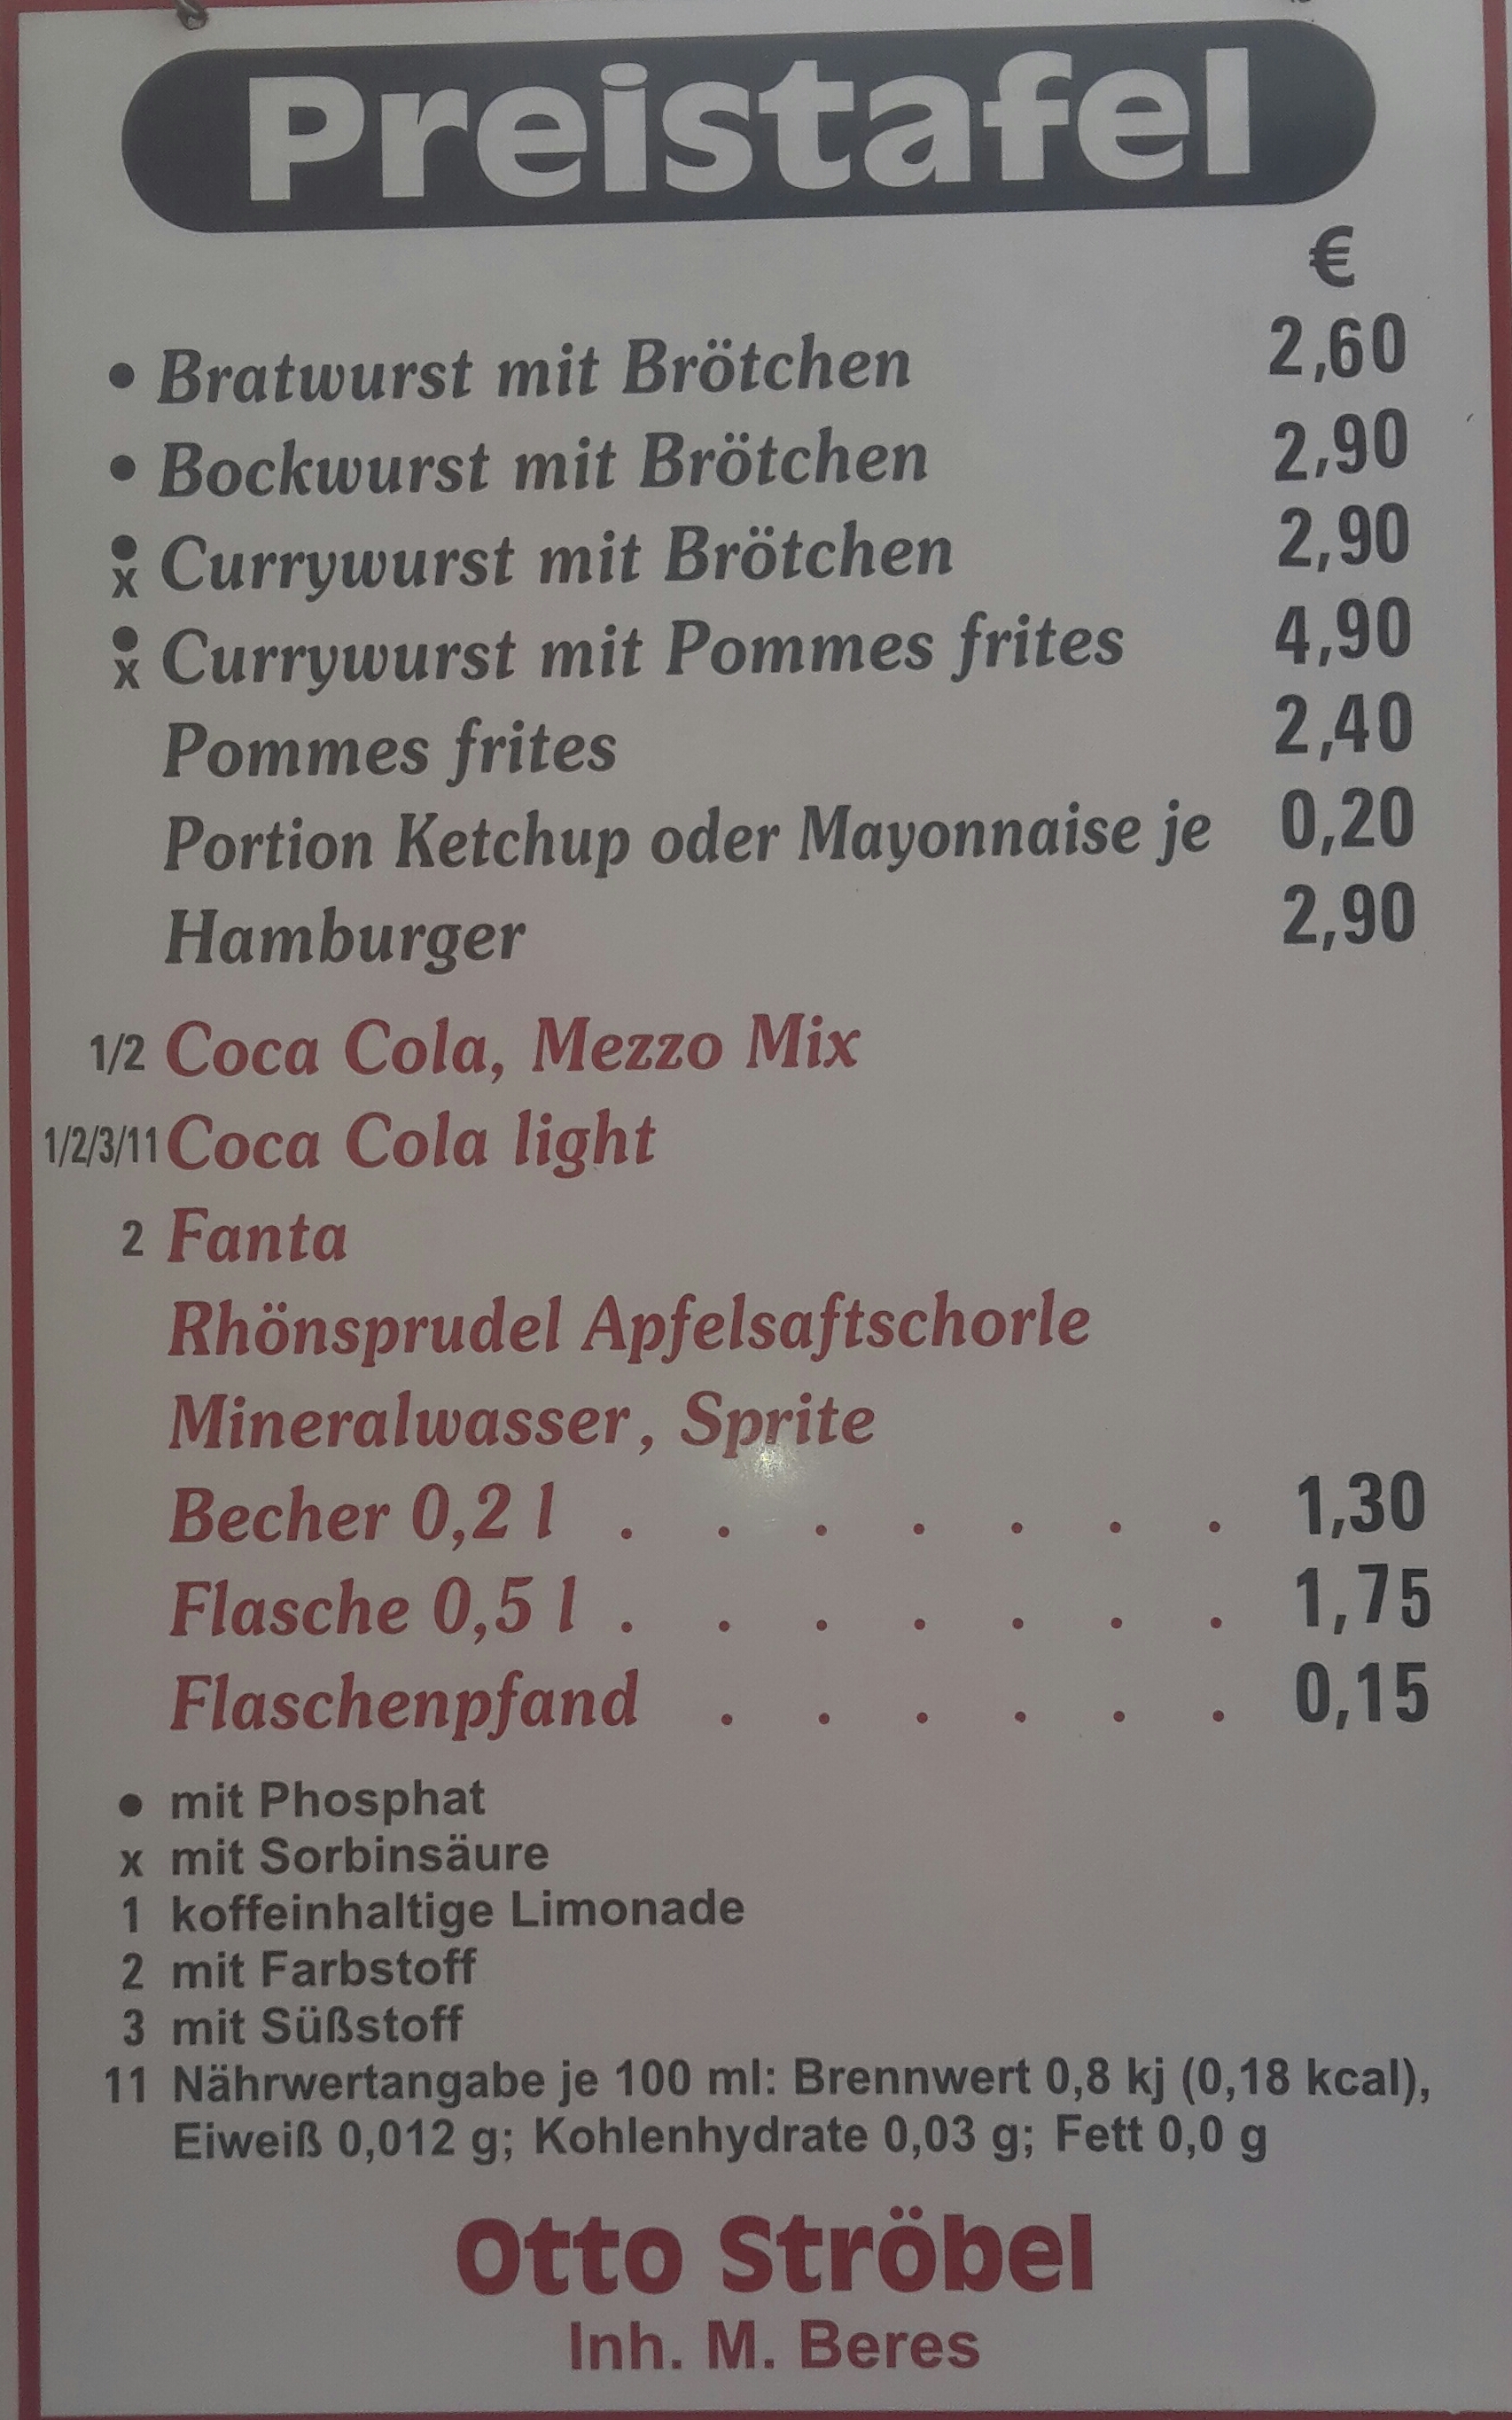 Preistafel
€
• Bratwurst mit Brötchen 2,60
• Bockwurst mit Brötchen 2,90
• x Currywurst mit Brötchen 2,90
• x Currywurst mit Pommes frites 4,90
Pommes frites 2,40
Portion Ketchup oder Mayonnaise je 0,20
Hamburger 2,90
1/2 Coca Cola, Mezzo Mix
1/2/3/11 Coca Cola light
2 Fanta
Rhönsprudel Apfelsaftschorle
Mineralwasser, Sprite
Becher 0,2 l . . . . . . . 1,30
Flasche 0,5 l . . . . . . . 1,75
Flaschenpfand . . . . . . 0,15
• mit Phosphat
x mit Sorbinsäure
1 koffeinhaltige Limonade
2 mit Farbstoff
3 mit Süßstoff
11 Nährwertangabe je 100 ml: Brennwert 0,8 kj (0,18 kcal),
Eiweiß 0,012 g; Kohlenhydrate 0,03 g; Fett 0,0 g
Otto Ströbel
Inh. M. Beres